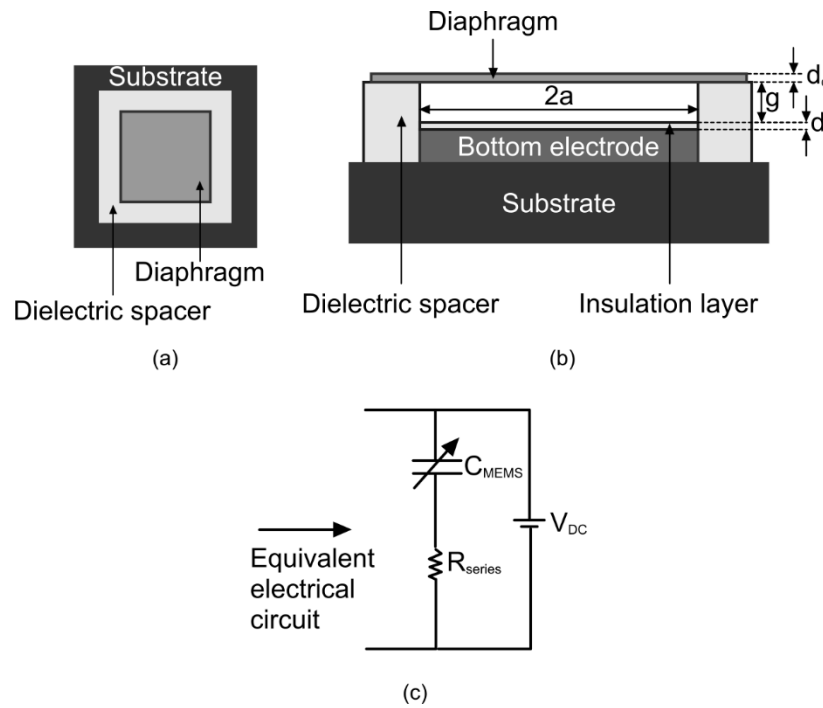 Substrate
Diaphragm
Dielectric spacer
(a)
Diaphragm
2a
g
d
d
Bottom electrode
Substrate
Dielectric spacer
Insulation layer
(b)
C MEMS
R series
V DC
Equivalent
electrical
circuit
(c)